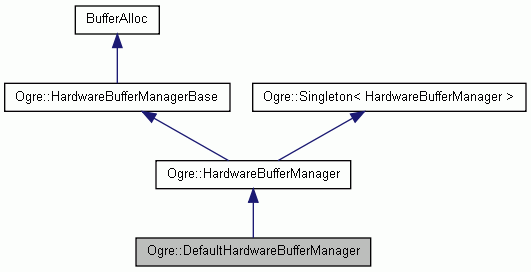 BufferAlloc
Ogre::HardwareBufferManagerBase
Ogre::Singleton< HardwareBufferManager >
Ogre::HardwareBufferManager
Ogre::DefaultHardwareBufferManager